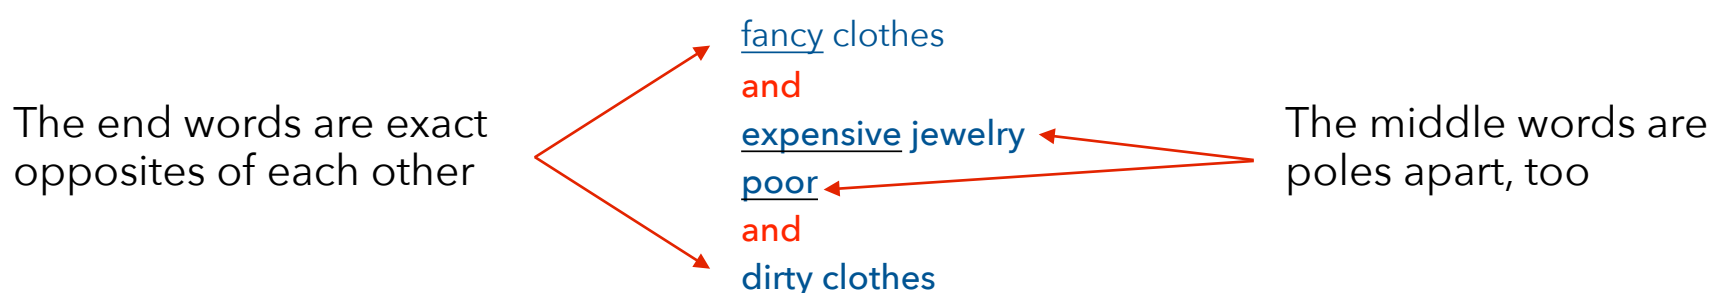 The end words are exact
opposites of each other
fancy clothes
and
expensive jewelry
poor
and
dirty clothes
The middle words are
poles apart, too